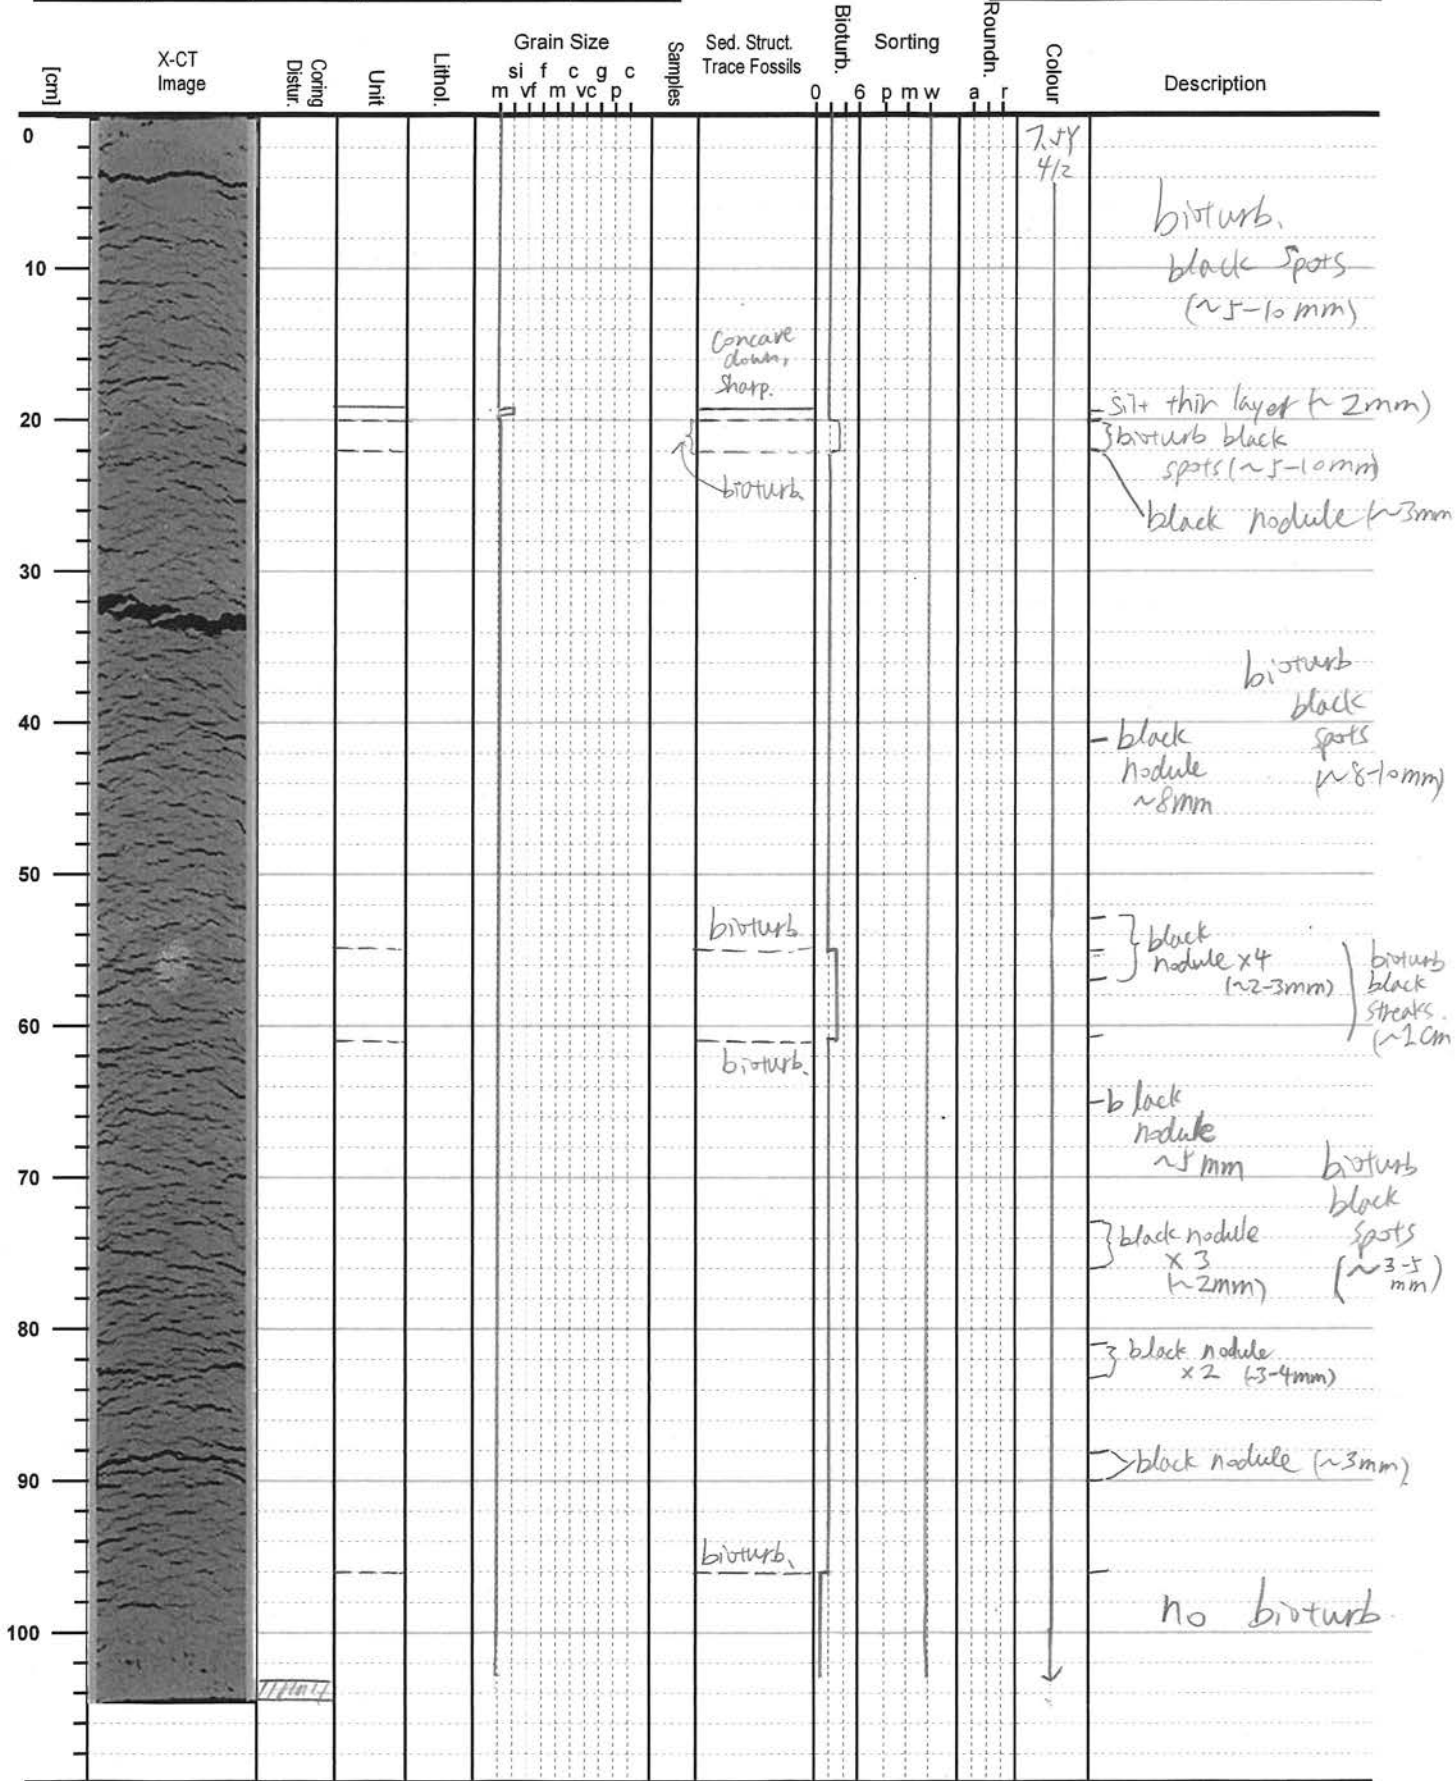 [cm]
X-CT
Image
Coring
Distur.
Unit
Lithol.
Grain Size
si f c g c
m vf m vc p
Samples
Sed. Struct.
Trace Fossils
Bioturb.
0 6
Sorting
p m w
Roundn.
a r
Colour
Description
0
7.5Y
4/2
bioturb.
black spots
(~5-10 mm)
10
Concave
down,
sharp.
silt thin layer (~2mm)
20
bioturb black
spots (~5-10mm)
bioturb.
black nodule (~3mm
30
bioturb
black
spots
(~8-10mm)
40
black
nodule
~8mm
50
bioturb
black
nodule x4
(~2-3mm)
bioturb
black
streaks.
(~1cm
60
bioturb.
black
nodule
~5 mm
70
bioturb
black
spots
(~3-5
mm)
black nodule
x 3
(~2mm)
80
black nodule
x2 (~3-4mm)
90
black nodule (~3mm)
bioturb.
100
no bioturb.